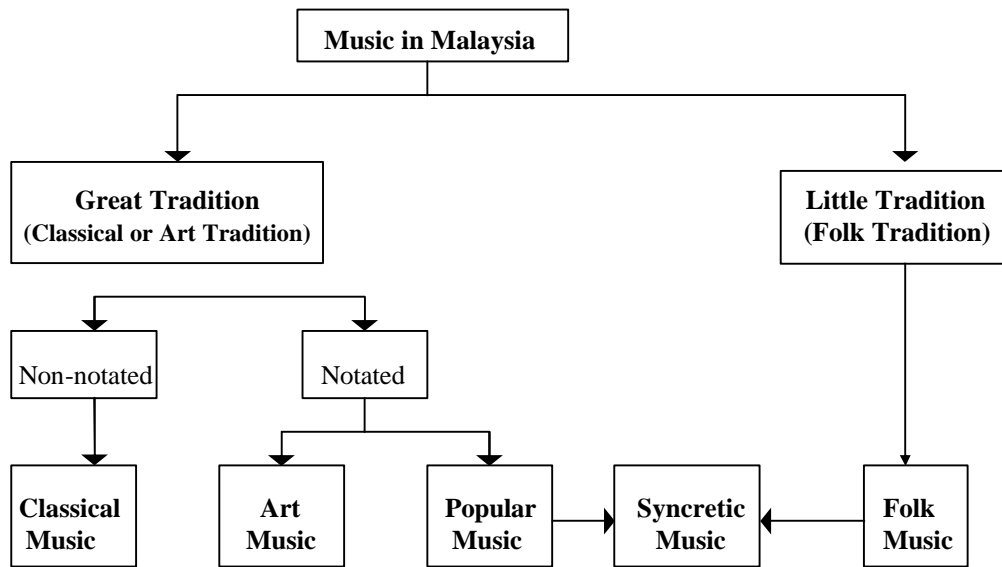 Music in Malaysia
Great Tradition
(Classical or Art Tradition)
Little Tradition
(Folk Tradition)
Non-notated
Notated
Classical
Music
Art
Music
Popular
Music
Syncretic
Music
Folk
Music